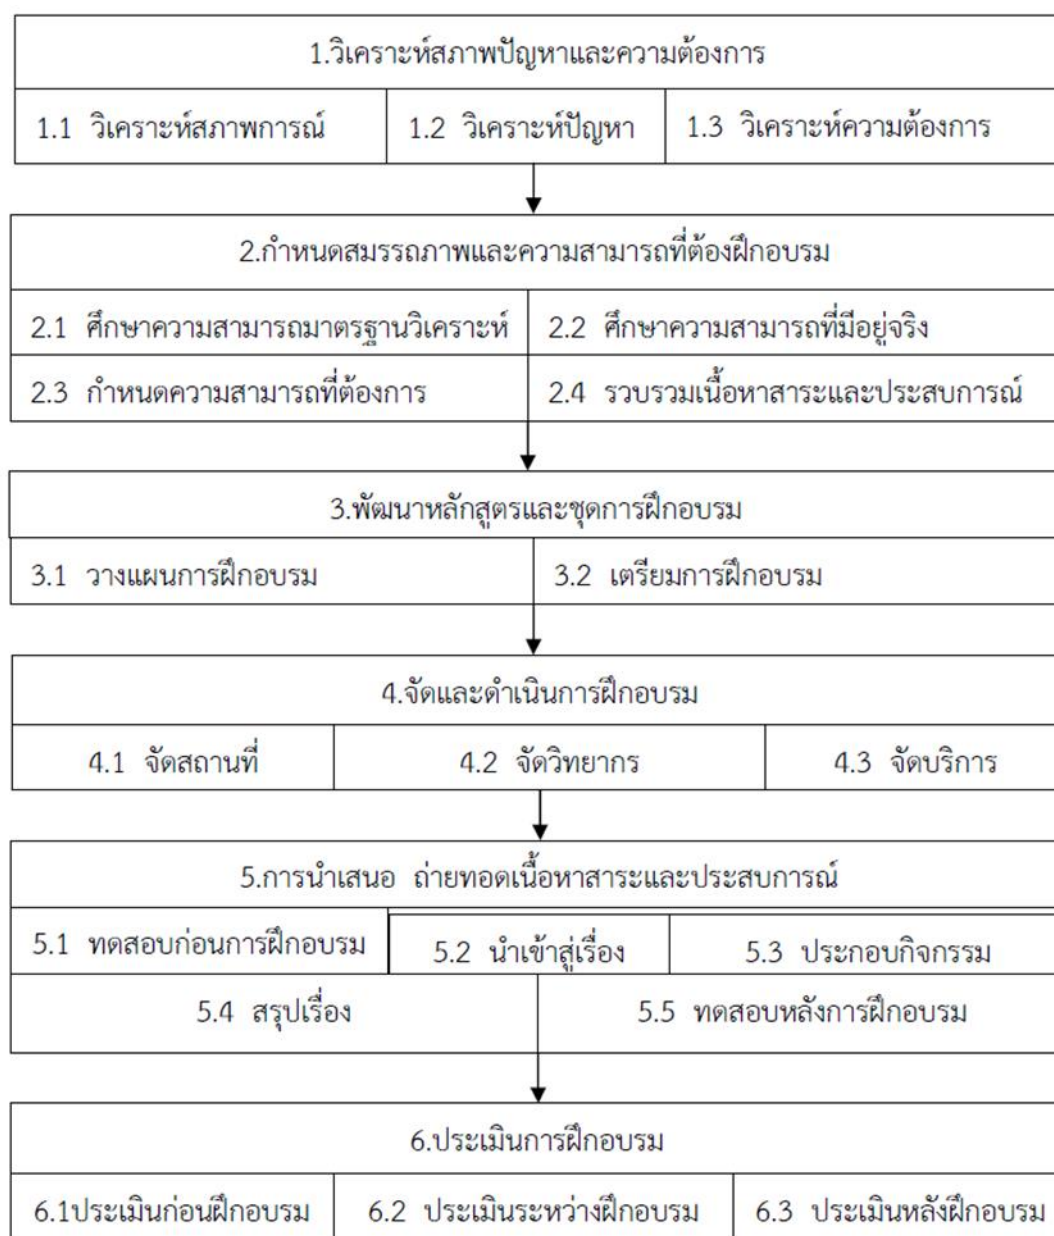 1.วิเคราะห์สภาพปัญหาและความต้องการ
1.1 วิเคราะห์สภาพการณ์ 1.2 วิเคราะห์ปัญหา 1.3 วิเคราะห์ความต้องการ
2.กำหนดสมรรถภาพและความสามารถที่ต้องฝึกอบรม
2.1 ศึกษาความสามารถมาตรฐานวิเคราะห์ 2.2 ศึกษาความสามารถที่มีอยู่จริง
2.3 กำหนดความสามารถที่ต้องการ 2.4 รวบรวมเนื้อหาสาระและประสบการณ์
3.พัฒนาหลักสูตรและชุดการฝึกอบรม
3.1 วางแผนการฝึกอบรม 3.2 เตรียมการฝึกอบรม
4.จัดและดำเนินการฝึกอบรม
4.1 จัดสถานที่ 4.2 จัดวิทยากร 4.3 จัดบริการ
5.การนำเสนอ ถ่ายทอดเนื้อหาสาระและประสบการณ์
5.1 ทดสอบก่อนการฝึกอบรม 5.2 นำเข้าสู่เรื่อง 5.3 ประกอบกิจกรรม
5.4 สรุปเรื่อง 5.5 ทดสอบหลังการฝึกอบรม
6.ประเมินการฝึกอบรม
6.1ประเมินก่อนฝึกอบรม 6.2 ประเมินระหว่างฝึกอบรม 6.3 ประเมินหลังฝึกอบรม